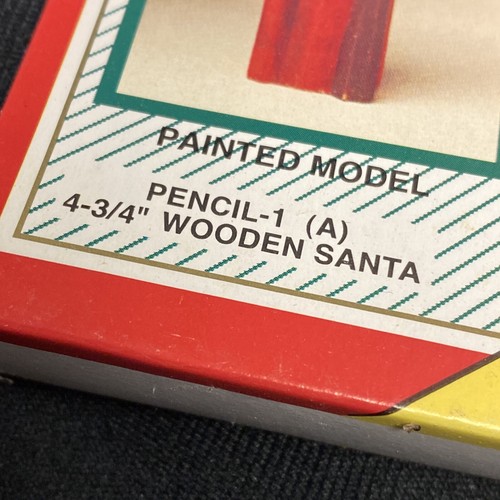 PAINTED MODEL
PENCIL-1 (A)
4-3/4" WOODEN SANTA